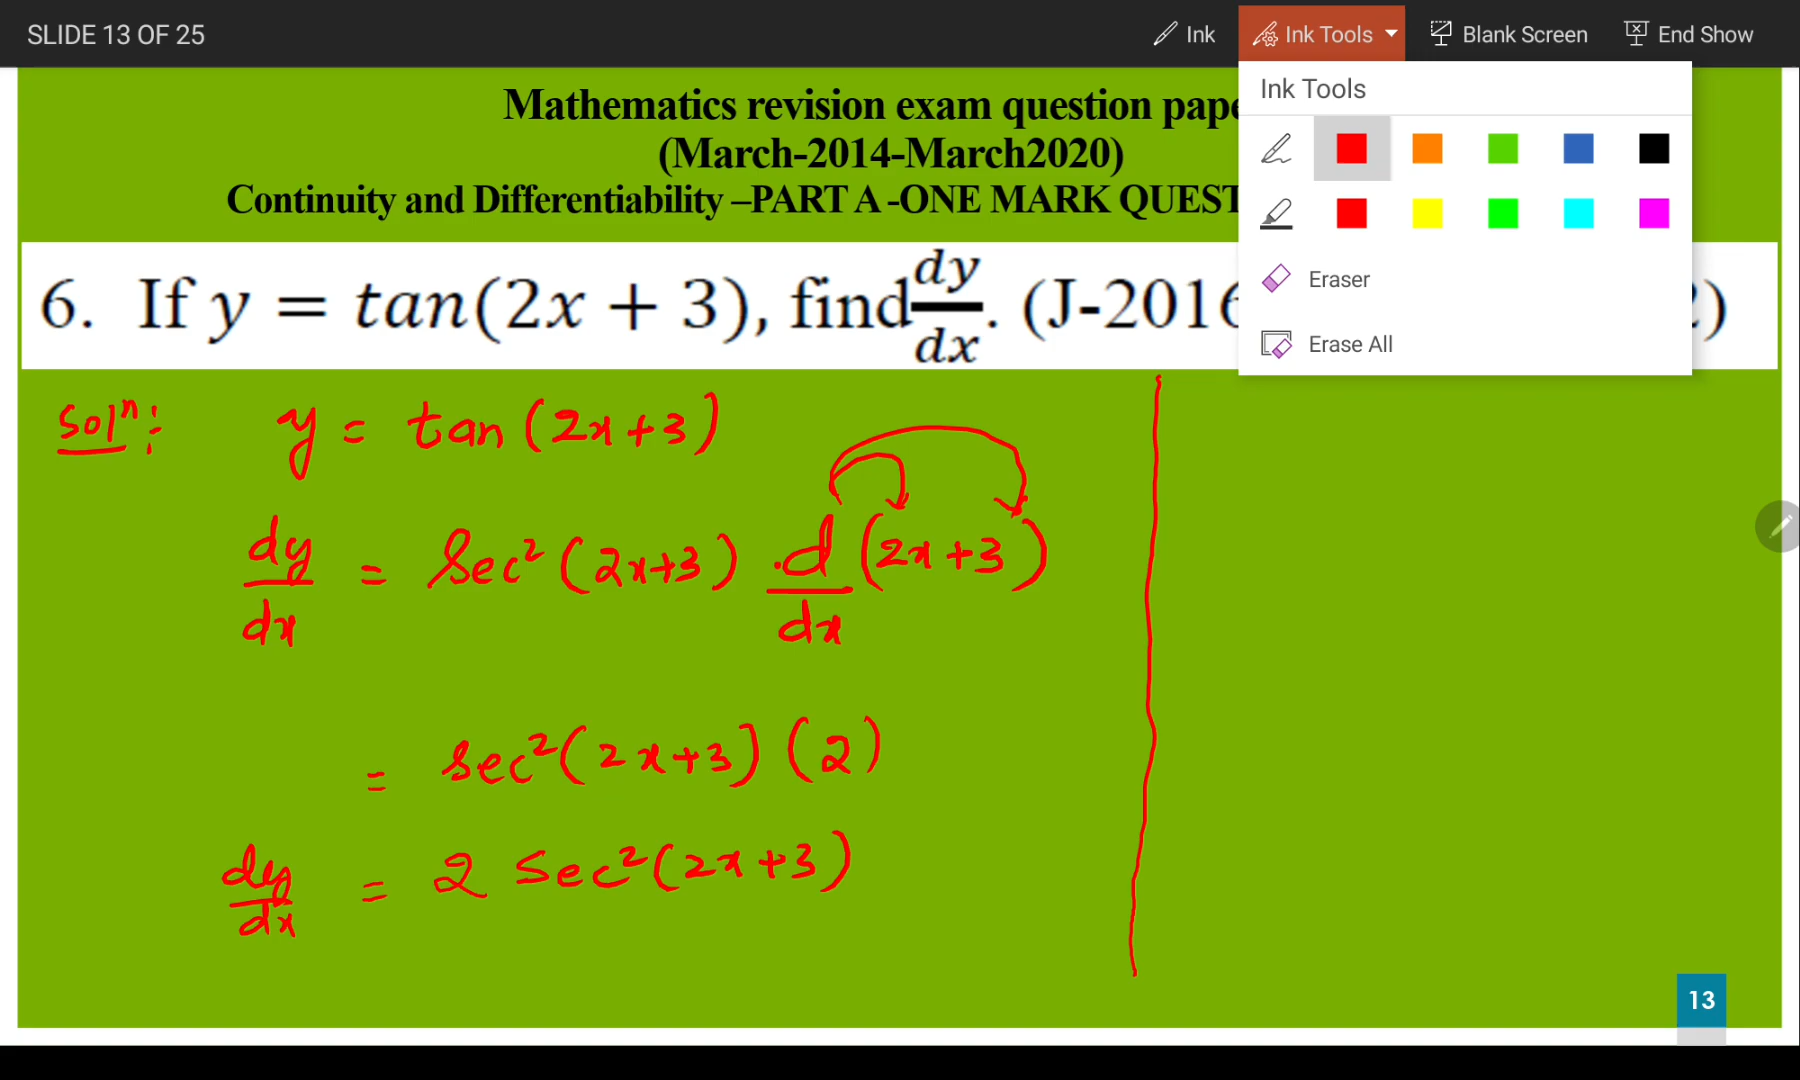 SLIDE 13 OF 25 Ink Ink Tools Blank Screen End Show
Ink Tools
Eraser
Erase All
Mathematics revision exam question
(March-2014-March2020)
Continuity and Differentiability –PART A -ONE MARK
6. If y = tan(2x + 3), find dy/dx. (J-2016
Solⁿ: y = tan(2x+3)
dy/dx = Sec²(2x+3) . d/dx (2x+3)
= sec²(2x+3) (2)
dy/dx = 2 Sec²(2x+3)
13